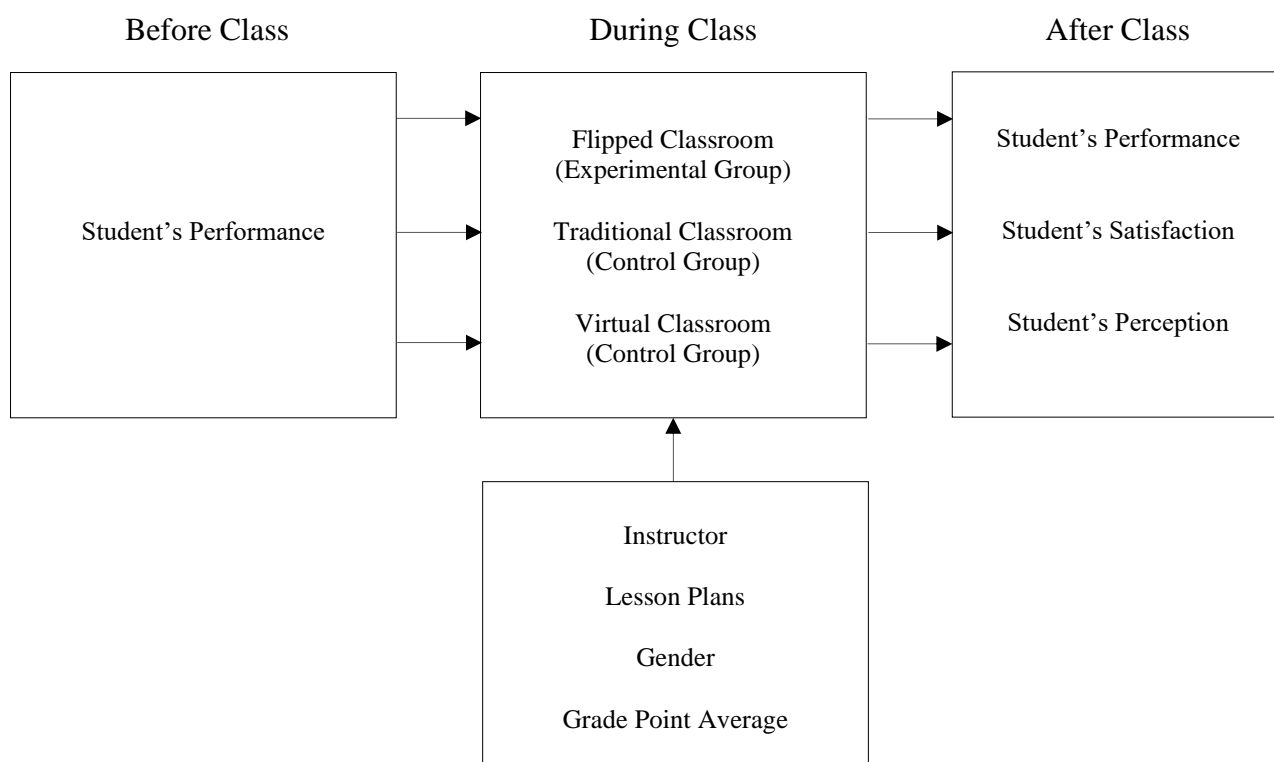 Before Class
During Class
After Class
Student’s Performance
Flipped Classroom
(Experimental Group)
Traditional Classroom
(Control Group)
Virtual Classroom
(Control Group)
Student’s Performance
Student’s Satisfaction
Student’s Perception
Instructor
Lesson Plans
Gender
Grade Point Average